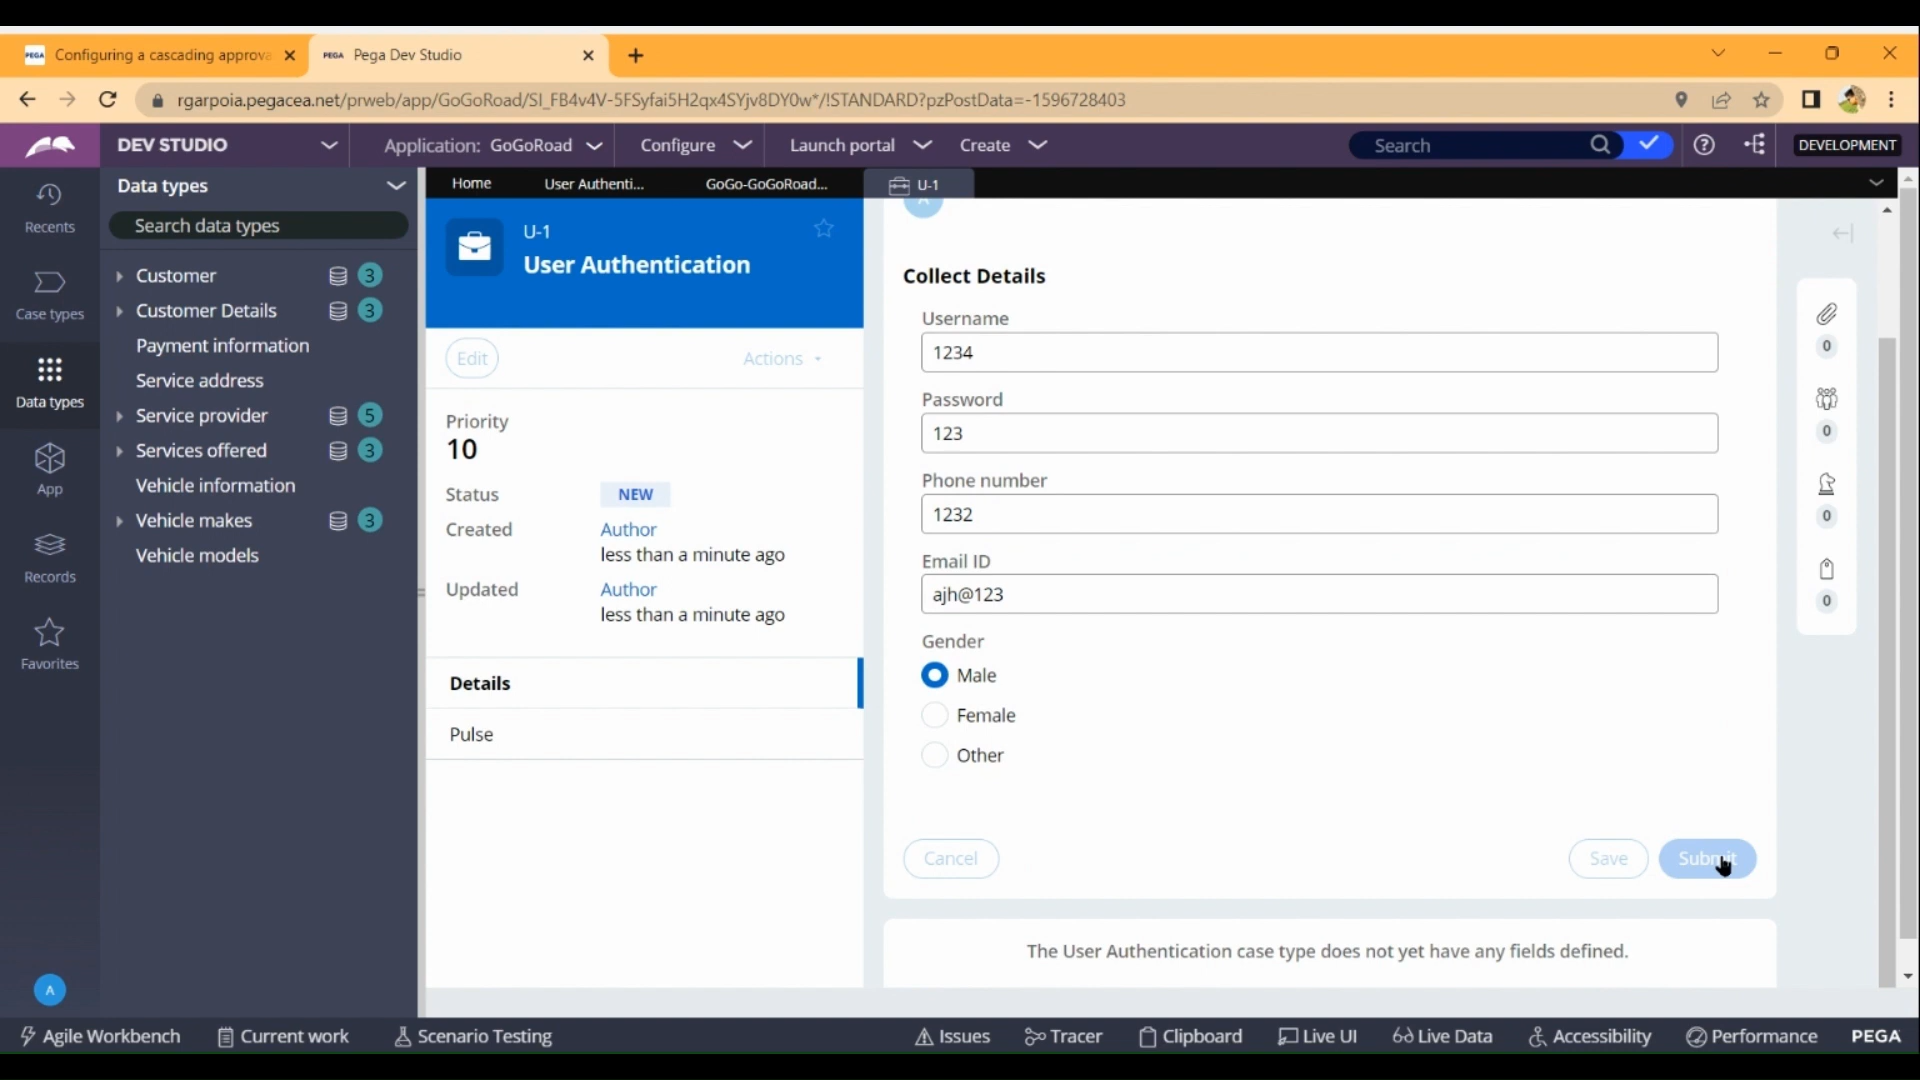 PEGA Configuring a cascading approva
PEGA Pega Dev Studio
rgarpoia.pegacea.net/prweb/app/GoGoRoad/SI_FB4v4V-5FSyfai5H2qx4SYjv8DY0w*/!STANDARD?pzPostData=-1596728403
DEV STUDIO
Application: GoGoRoad
Configure
Launch portal
Create
Search
DEVELOPMENT
Recents
Case types
Data types
App
Records
Favorites
A
Data types
Search data types
Customer 3
Customer Details 3
Payment information
Service address
Service provider 5
Services offered 3
Vehicle information
Vehicle makes 3
Vehicle models
Home
User Authenti...
GoGo-GoGoRoad...
U-1
U-1
User Authentication
Edit
Actions
Priority
10
Status NEW
Created Author
less than a minute ago
Updated Author
less than a minute ago
Details
Pulse
A
Collect Details
Username
1234
Password
123
Phone number
1232
Email ID
ajh@123
Gender
Male
Female
Other
Cancel
Save
Submit
The User Authentication case type does not yet have any fields defined.
0
0
0
0
Agile Workbench
Current work
Scenario Testing
Issues
Tracer
Clipboard
Live UI
Live Data
Accessibility
Performance
PEGA